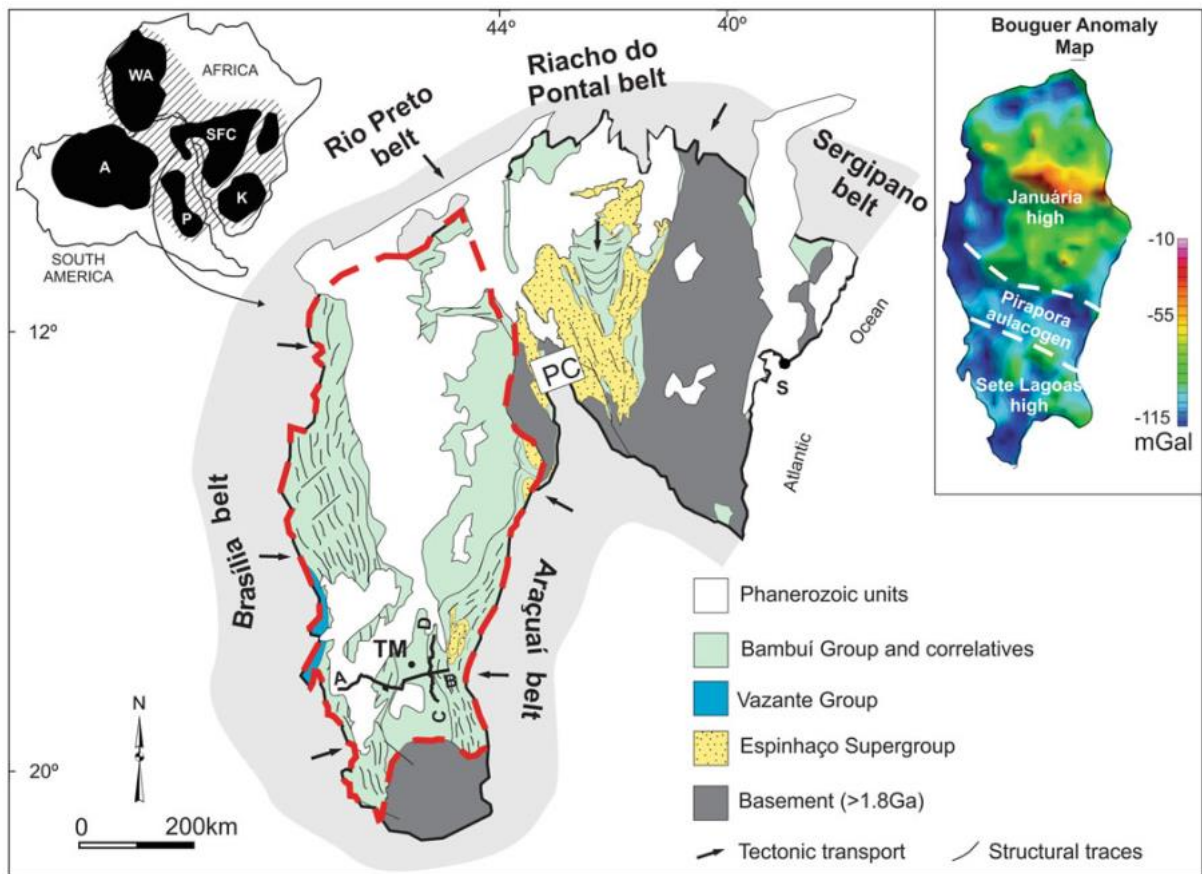 44º
40º
WA
AFRICA
SFC
A
K
P
SOUTH
AMERICA
Rio Preto
belt
Riacho do
Pontal belt
Sergipano
belt
12º
PC
Ocean
S
Atlantic
Brasília belt
Araçuaí belt
TM
D
A
B
C
N
20º
0 200km
Bouguer Anomaly
Map
Januária
high
Pirapora
aulacogen
Sete Lagoas
high
-10
-55
-115
mGal
Phanerozoic units
Bambuí Group and correlatives
Vazante Group
Espinhaço Supergroup
Basement (>1.8Ga)
Tectonic transport
Structural traces